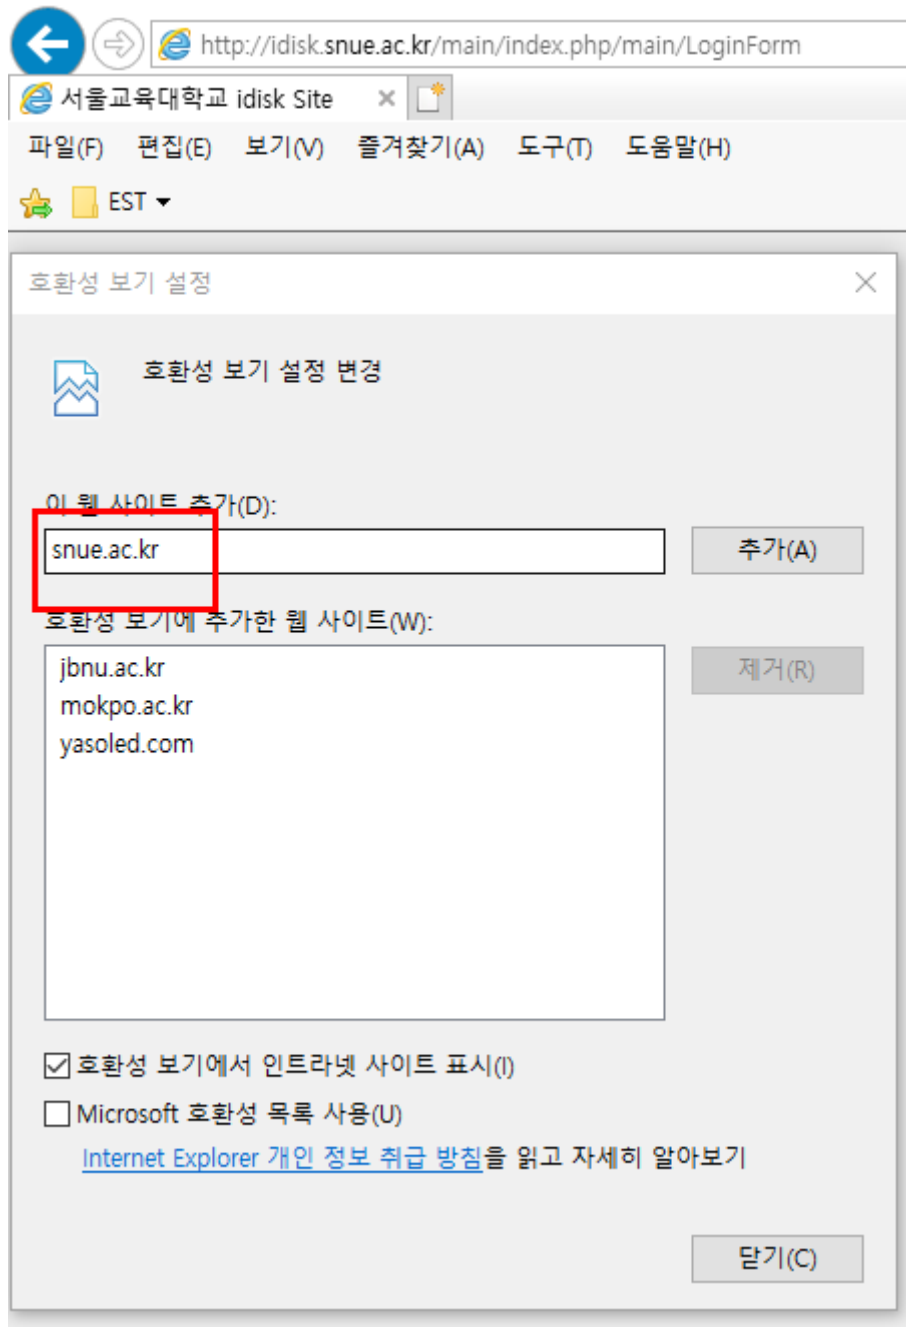 http://idisk.snue.ac.kr/main/index.php/main/LoginForm
서울교육대학교 idisk Site
파일(F) 편집(E) 보기(V) 즐겨찾기(A) 도구(T) 도움말(H)
EST
호환성 보기 설정
호환성 보기 설정 변경
이 웹 사이트 추가(D):
snue.ac.kr 추가(A)
호환성 보기에 추가한 웹 사이트(W):
jbnu.ac.kr 제거(R)
mokpo.ac.kr
yasoled.com
호환성 보기에서 인트라넷 사이트 표시(I)
Microsoft 호환성 목록 사용(U)
Internet Explorer 개인 정보 취급 방침을 읽고 자세히 알아보기
닫기(C)